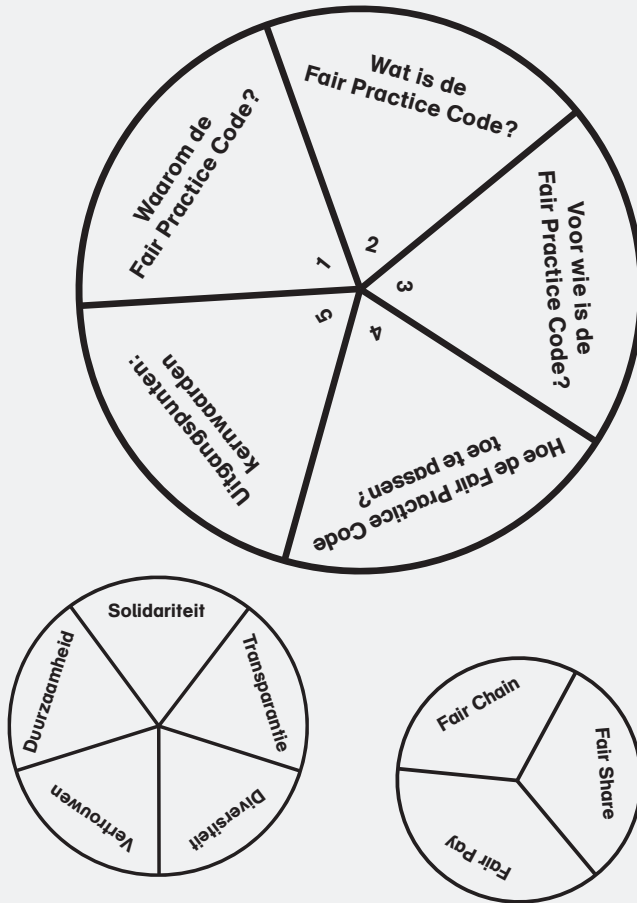 Waarom de
Fair Practice Code?
1
Wat is de
Fair Practice Code?
2
Voor wie is de
Fair Practice Code?
3
Hoe de Fair Practice Code
toe te passen?
4
Uitgangspunten:
Kernwaarden
5
Solidariteit
Transparantie
Diversiteit
Vertrouwen
Duurzaamheid
Fair Chain
Fair Share
Fair Pay